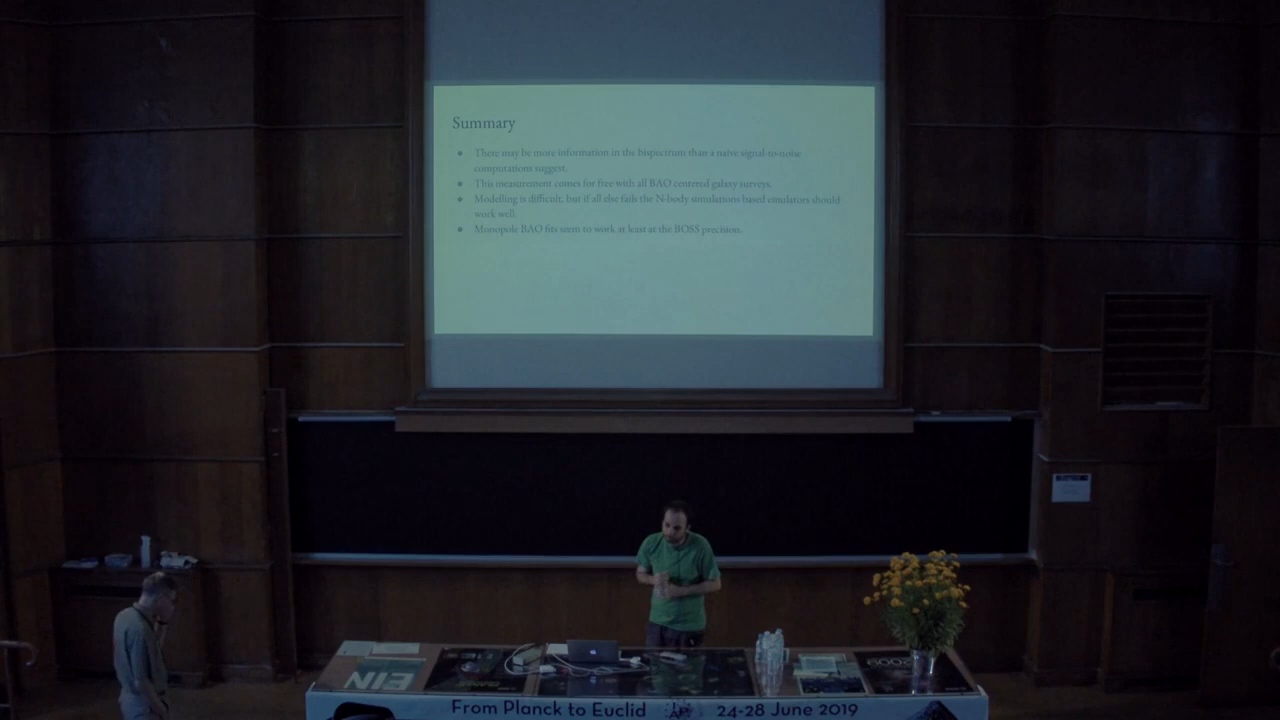 Summary
There may be more information in the bispectrum than a naive signal-to-noise
computations suggest.
This measurement comes for free with all BAO centered galaxy surveys.
Modelling is difficult, but if all else fails the N-body simulations based emulators should
work well.
Monopole BAO fits seem to work at least at the BOSS precision.
EIN
2009
From Planck to Euclid
24-28 June 2019